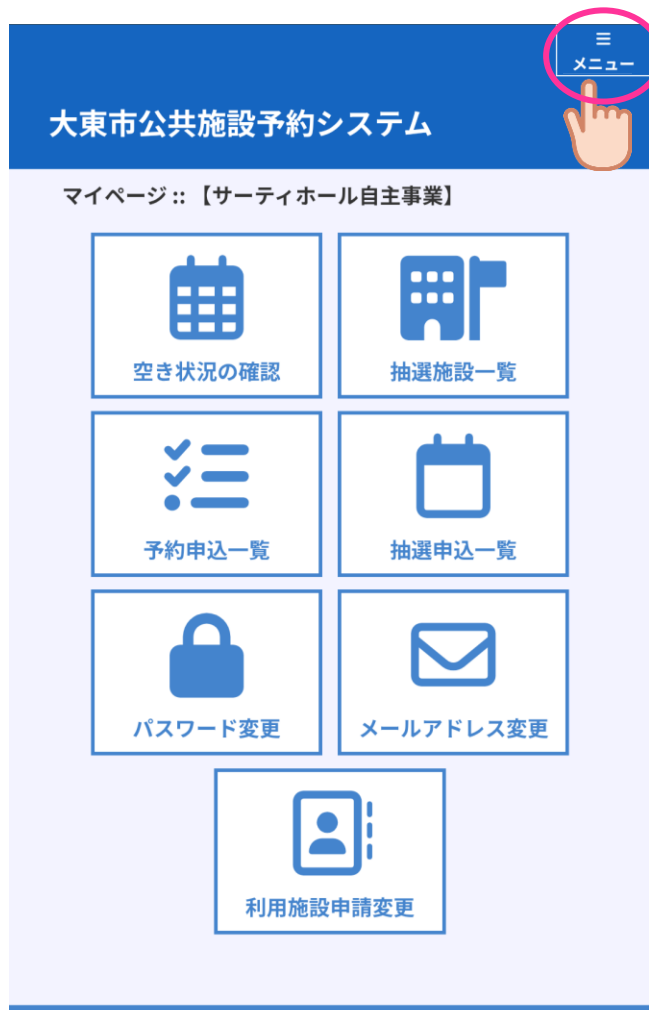 メニュー
大東市公共施設予約システム
マイページ :: 【サーティホール自主事業】
空き状況の確認
抽選施設一覧
予約申込一覧
抽選申込一覧
パスワード変更
メールアドレス変更
利用施設申請変更